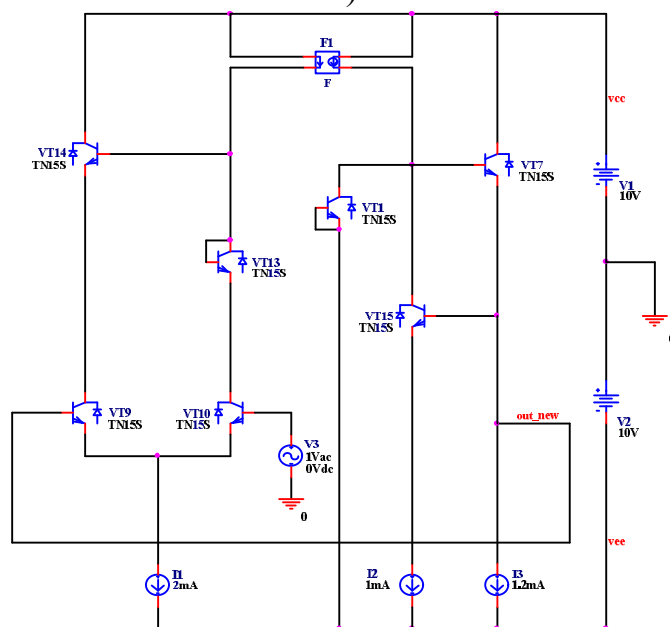 )
F1
F
vcc
VT14
TN15S
VT7
TN15S
V1
10V
VT1
TN15S
VT13
TN15S
VT15
TN15S
VT9
TN15S
VT10
TN15S
out_new
V2
10V
V3
1Vac
0Vdc
0
vee
I1
2mA
I2
1mA
I3
1.2mA